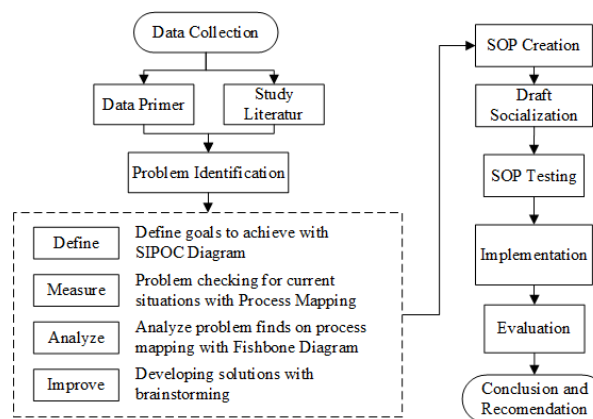 Data Collection
Data Primer
Study
Literatur
Problem Identification
Define
Define goals to achieve with
SIPOC Diagram
Measure
Problem checking for current
situations with Process Mapping
Analyze
Analyze problem finds on process
mapping with Fishbone Diagram
Improve
Developing solutions with
brainstorming
SOP Creation
Draft
Socialization
SOP Testing
Implementation
Evaluation
Conclusion and
Recomendation